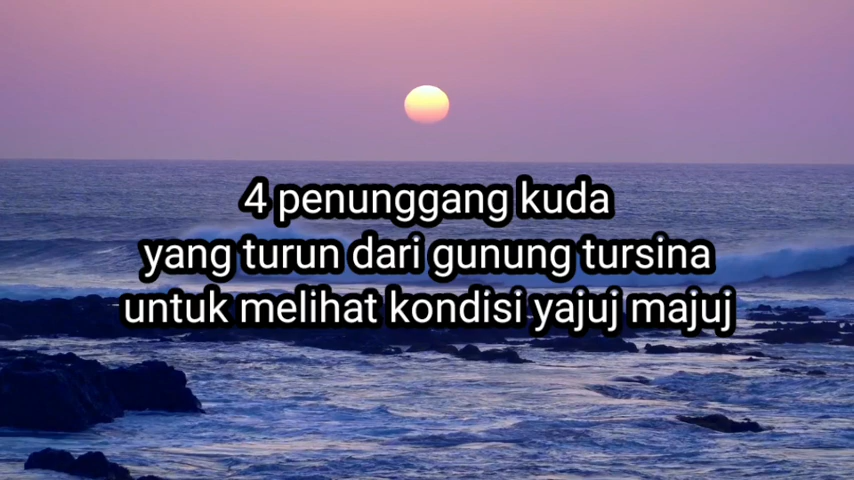 4 penunggang kuda
yang turun dari gunung tursina
untuk melihat kondisi yajuj majuj